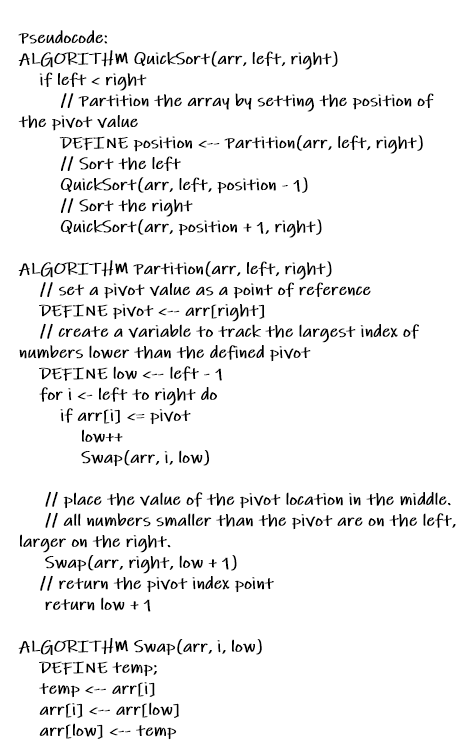 Pseudocode:
ALGORITHM QuickSort(arr, left, right)
if left < right
// Partition the array by setting the position of
the pivot value
DEFINE position <-- Partition(arr, left, right)
// Sort the left
QuickSort(arr, left, position - 1)
// Sort the right
QuickSort(arr, position + 1, right)
ALGORITHM Partition(arr, left, right)
// set a pivot value as a point of reference
DEFINE pivot <-- arr[right]
// create a variable to track the largest index of
numbers lower than the defined pivot
DEFINE low <-- left - 1
for i <- left to right do
if arr[i] <= pivot
low++
Swap(arr, i, low)
// place the value of the pivot location in the middle.
// all numbers smaller than the pivot are on the left,
larger on the right.
Swap(arr, right, low + 1)
// return the pivot index point
return low + 1
ALGORITHM Swap(arr, i, low)
DEFINE temp;
temp <-- arr[i]
arr[i] <-- arr[low]
arr[low] <-- temp